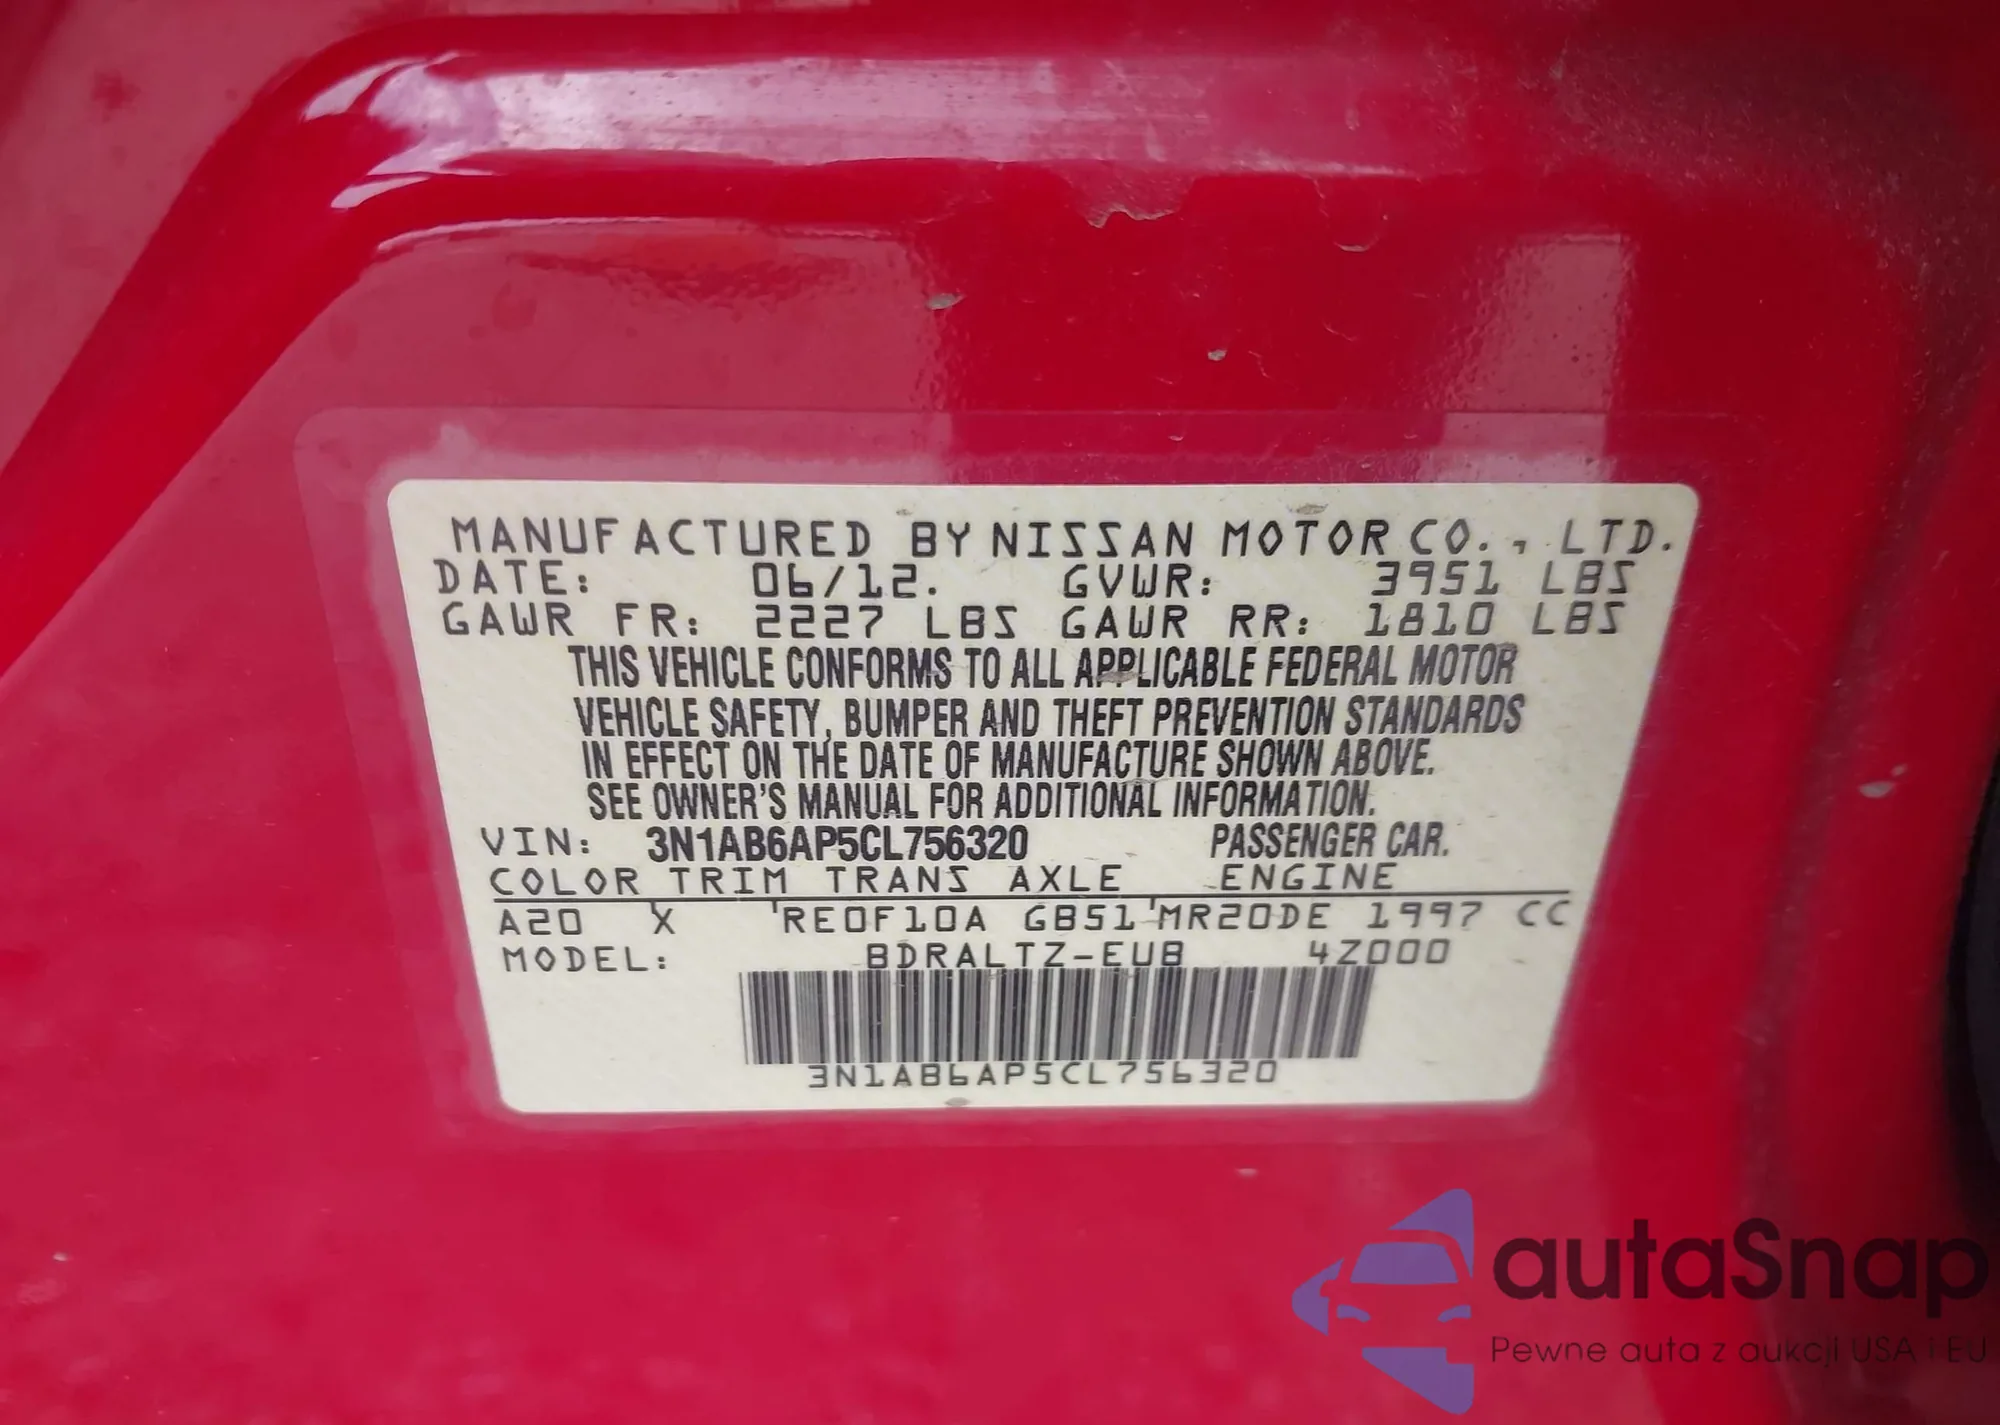 MANUFACTURED BY NISSAN MOTOR CO., LTD.
DATE: 06/12. GVWR: 3951 LBS
GAWR FR: 2227 LBS GAWR RR: 1810 LBS
THIS VEHICLE CONFORMS TO ALL APPLICABLE FEDERAL MOTOR
VEHICLE SAFETY, BUMPER AND THEFT PREVENTION STANDARDS
IN EFFECT ON THE DATE OF MANUFACTURE SHOWN ABOVE.
SEE OWNER'S MANUAL FOR ADDITIONAL INFORMATION.
VIN: 3N1AB6AP5CL756320 PASSENGER CAR.
COLOR TRIM TRANS AXLE ENGINE
A20 X RE0F10A GB51 MR20DE 1997 CC
MODEL: BDRALTZ-EUB 4Z000
3N1AB6AP5CL756320
autaSnap
Pewne auta z aukcji USA i EU